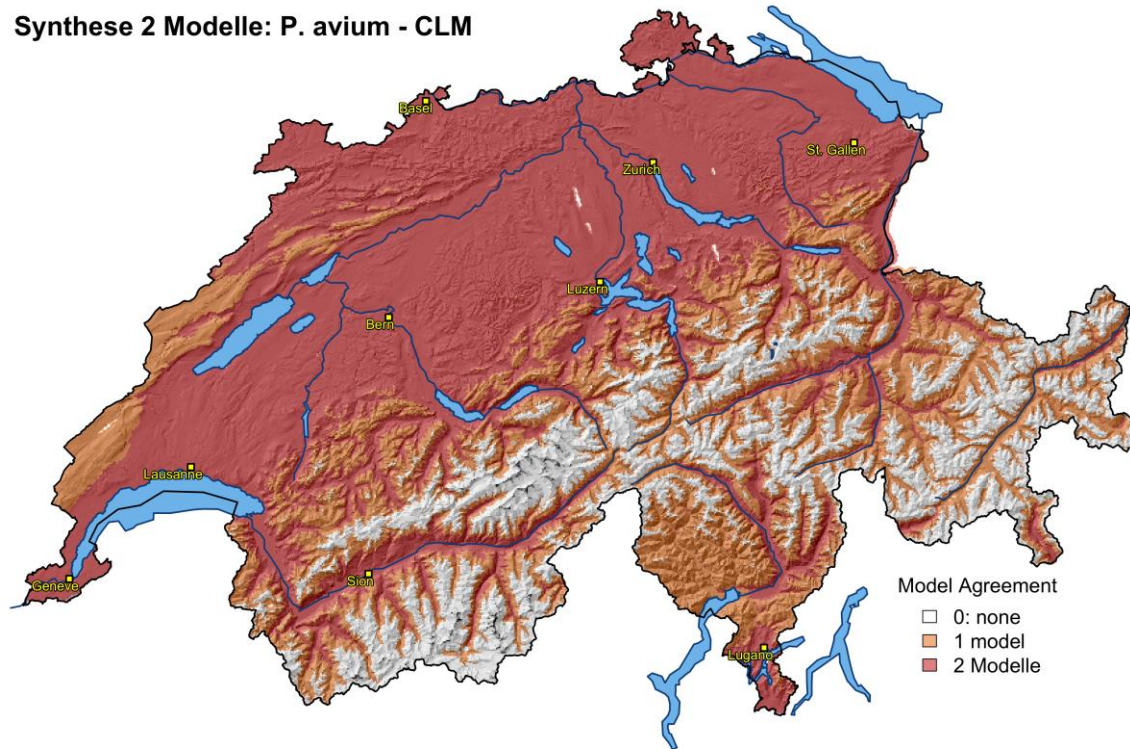 Synthese 2 Modelle: P. avium - CLM
Basel
St. Gallen
Zurich
Luzern
Bern
Lausanne
Geneve
Sion
Lugano
Model Agreement
0: none
1 model
2 Modelle